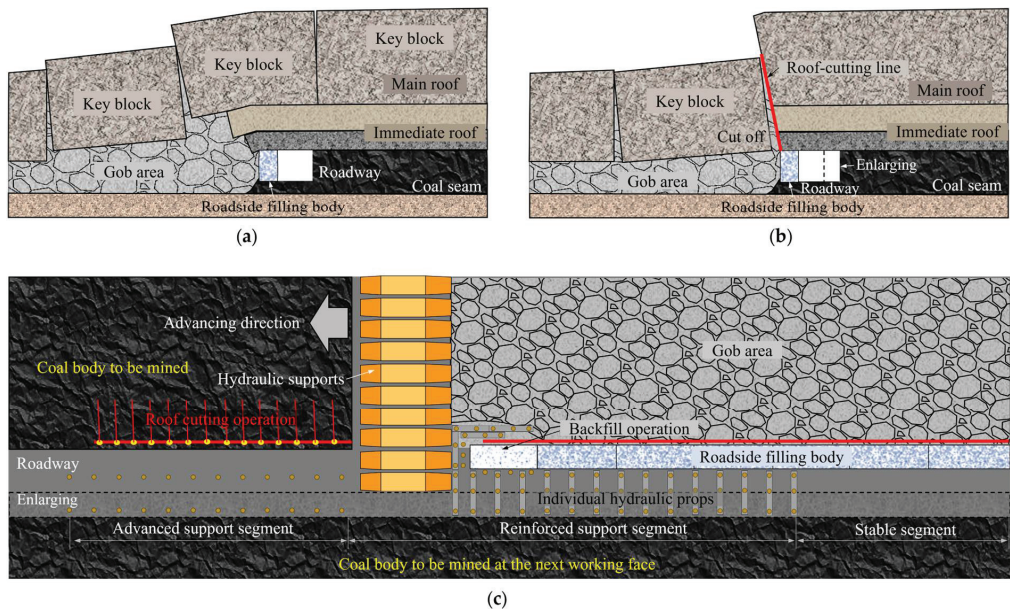 Key block
Key block
Key block
Main roof
Immediate roof
Roadway
Gob area
Coal seam
Roadside filling body
(a)
Roof-cutting line
Key block
Main roof
Cut off
Immediate roof
Enlarging
Gob area
Roadway
Coal seam
Roadside filling body
(b)
Advancing direction
Gob area
Coal body to be mined
Hydraulic supports
Roof cutting operation
Backfill operation
Roadway
Roadside filling body
Enlarging
Individual hydraulic props
Advanced support segment
Reinforced support segment
Stable segment
Coal body to be mined at the next working face
(c)